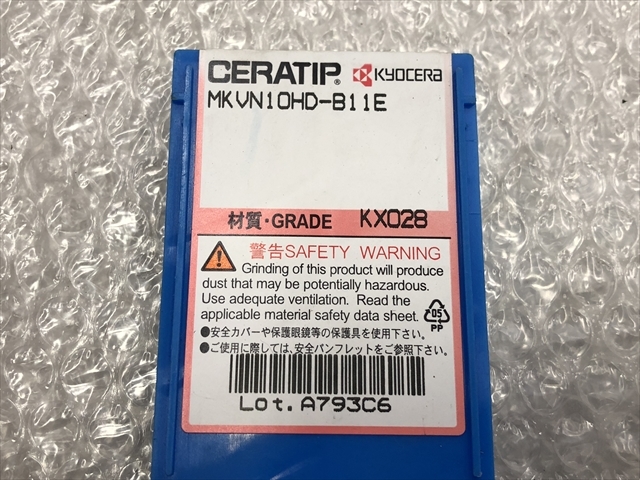 CERATIP® KYOCERA
MKVN10HD-B11E
材質・GRADE KX028
警告SAFETY WARNING
Grinding of this product will produce
dust that may be potentially hazardous.
Use adequate ventilation. Read the
applicable material safety data sheet.
05
PP
●安全カバーや保護眼鏡等の保護具を使用下さい。
●ご使用に際しては、安全パンフレットをご参照下さい。
Lot.A793C6